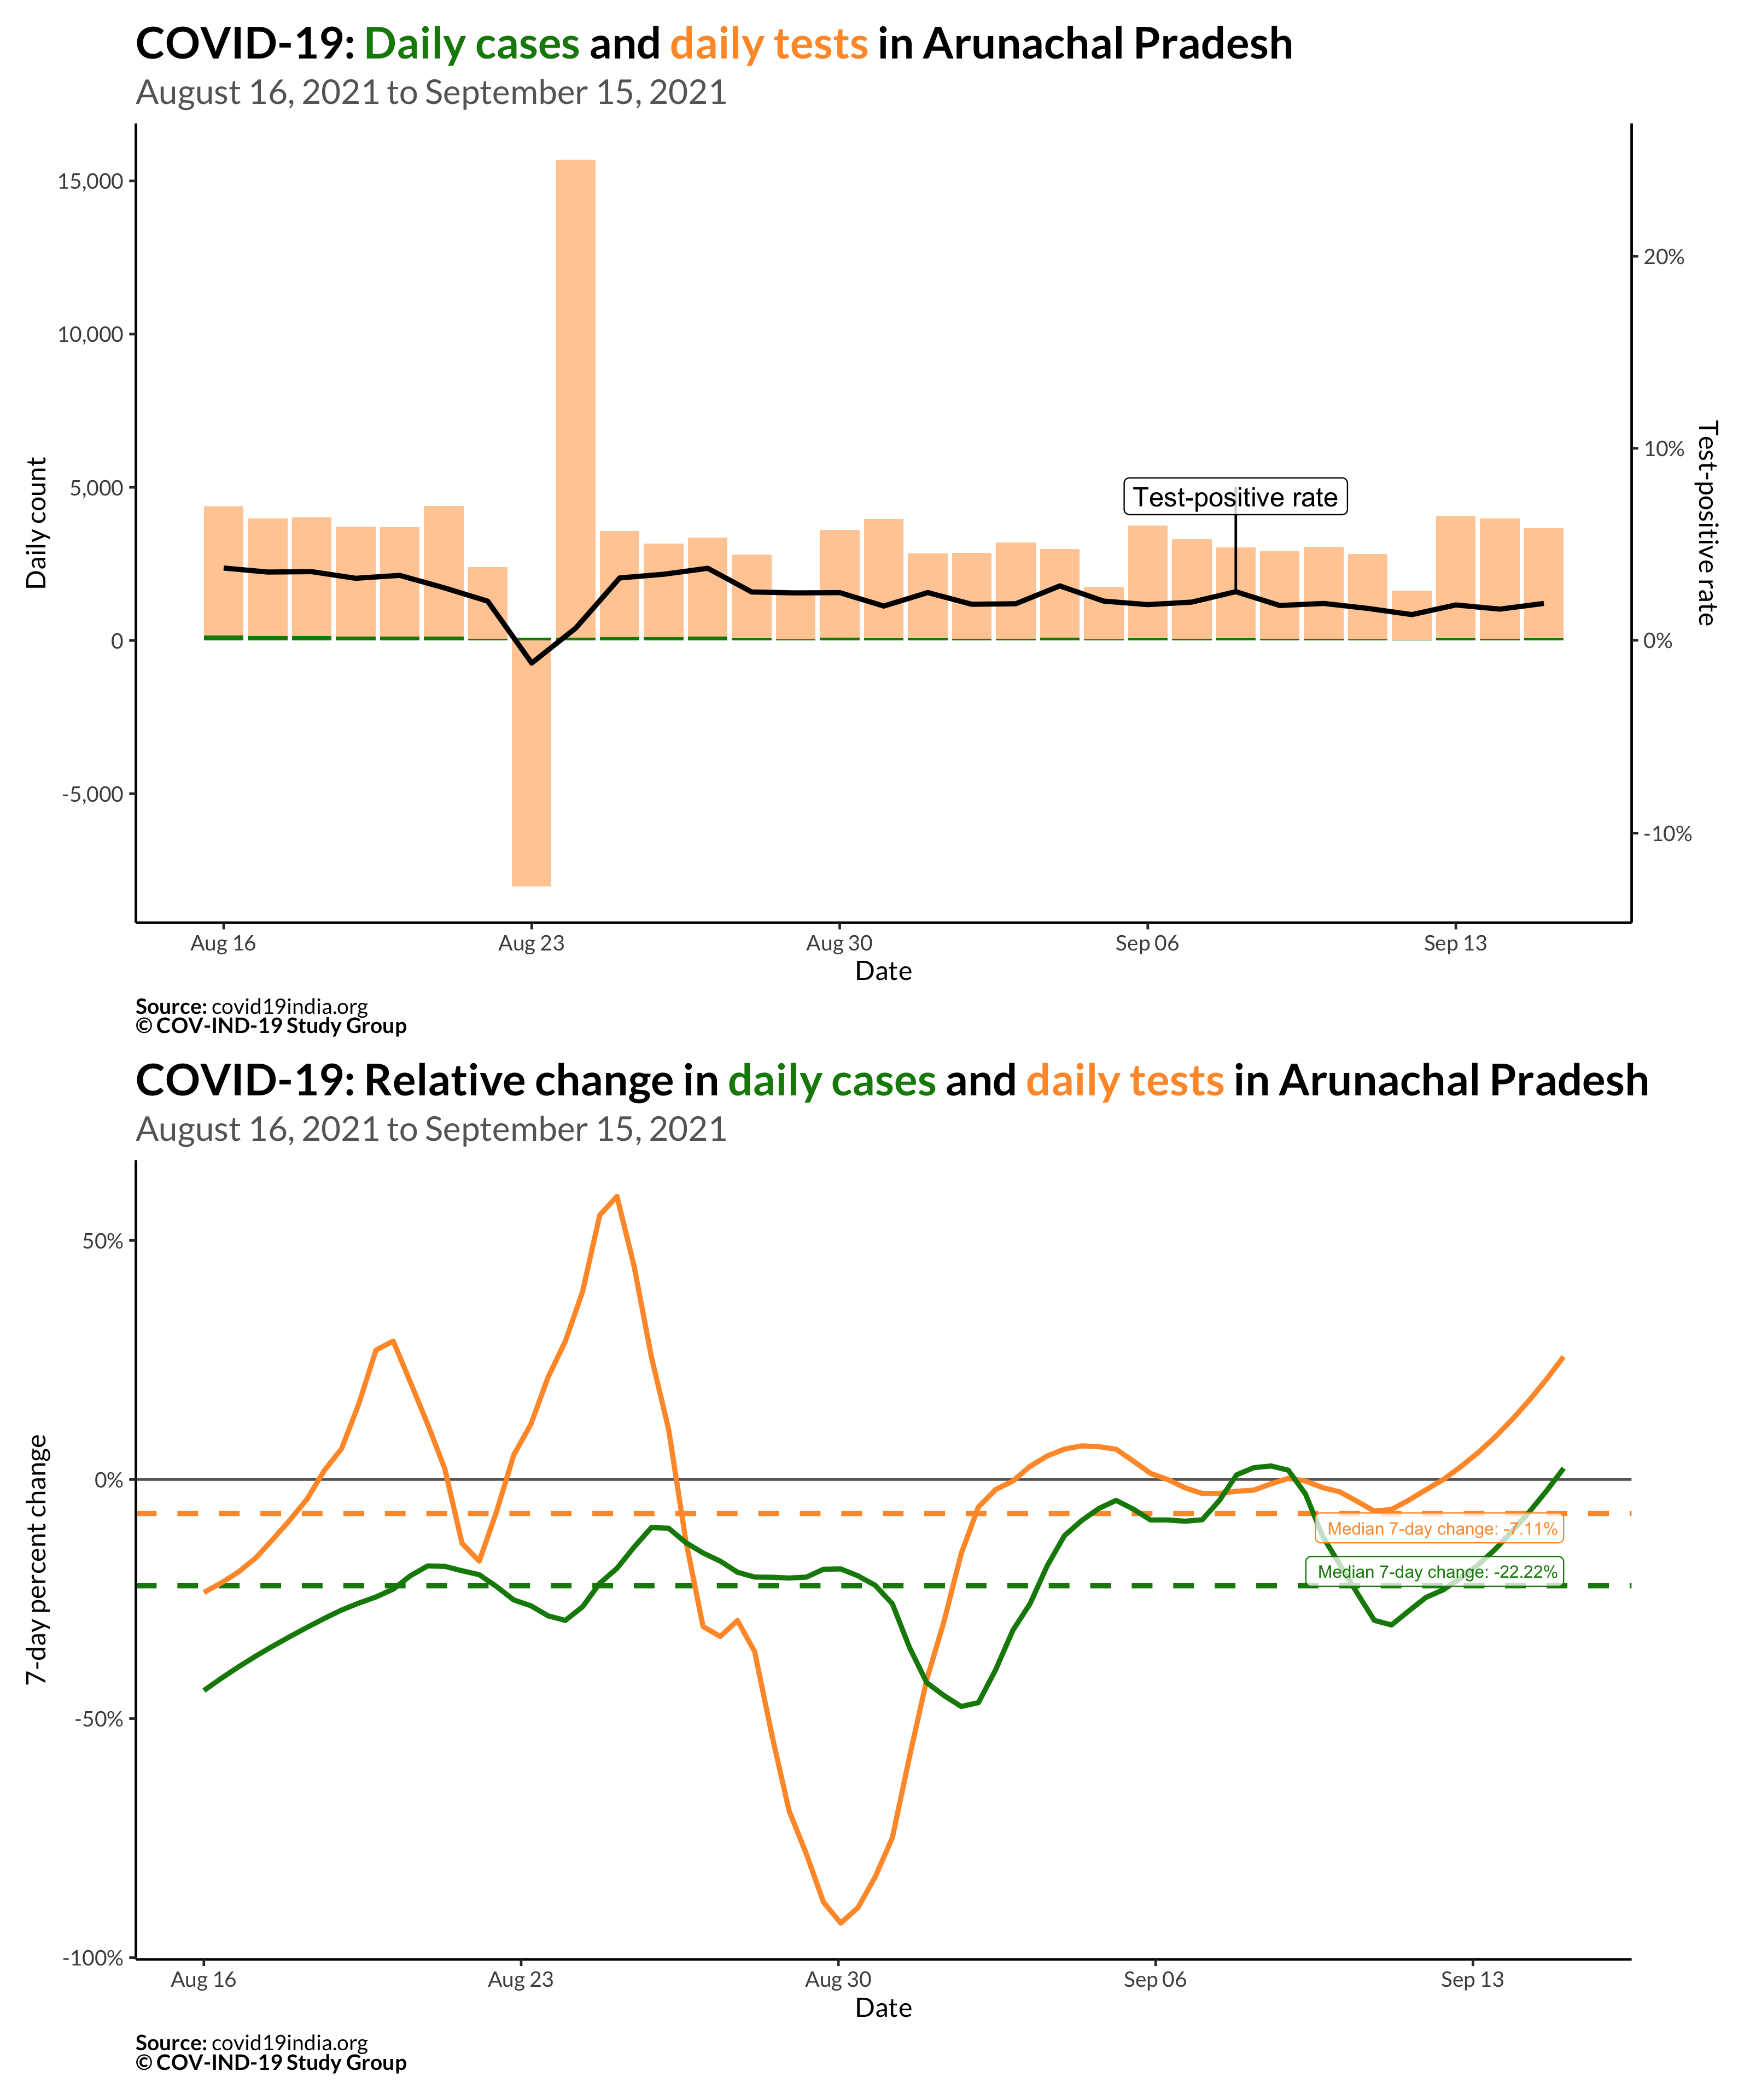 COVID-19: Daily cases and daily tests in Arunachal Pradesh
August 16, 2021 to September 15, 2021
15,000
10,000
5,000
0
-5,000
Daily count
20%
10%
0%
-10%
Test-positive rate
Test-positive rate
Aug 16 Aug 23 Aug 30 Sep 06 Sep 13
Date
Source: covid19india.org
© COV-IND-19 Study Group
COVID-19: Relative change in daily cases and daily tests in Arunachal Pradesh
August 16, 2021 to September 15, 2021
50%
0%
-50%
-100%
7-day percent change
Median 7-day change: -7.11%
Median 7-day change: -22.22%
Aug 16 Aug 23 Aug 30 Sep 06 Sep 13
Date
Source: covid19india.org
© COV-IND-19 Study Group